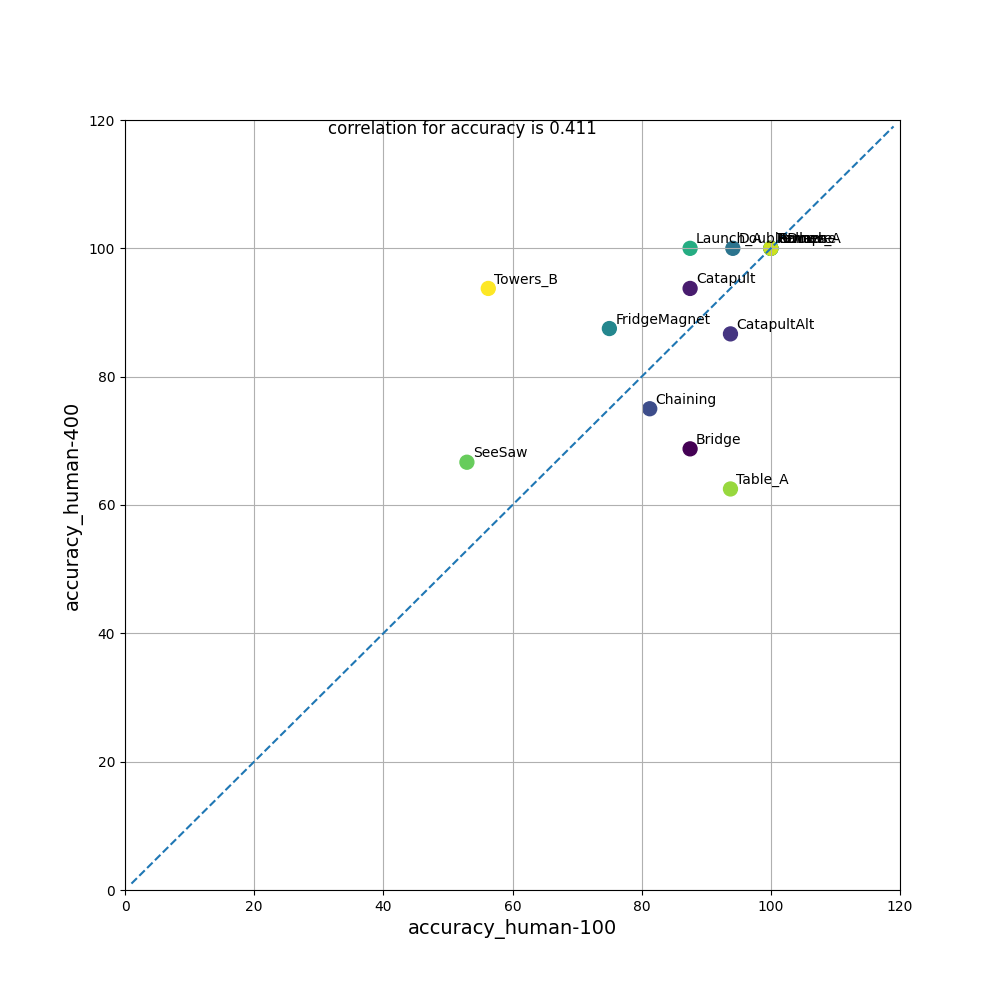 correlation for accuracy is 0.411
120
100
80
60
40
20
0
accuracy_human-400
Launch_A
Towers_B
Catapult
FridgeMagnet
CatapultAlt
Chaining
Bridge
SeeSaw
Table_A
0 20 40 60 80 100 120
accuracy_human-100